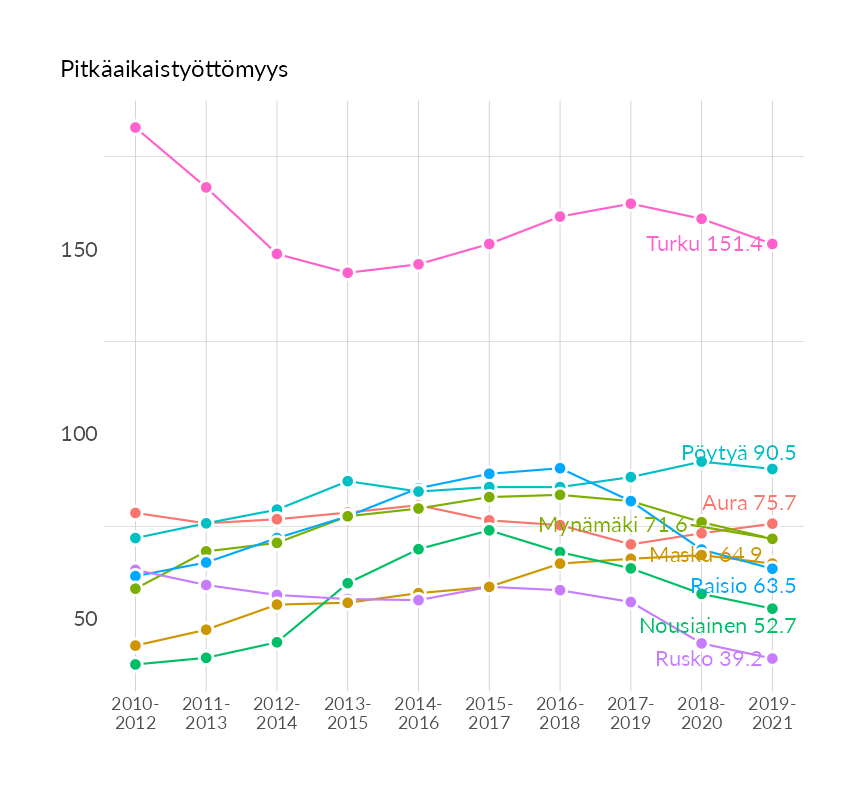 Pitkäaikaistyöttömyys
150
Turku 151.4
100
Pöytyä 90.5
Aura 75.7
Mynämäki 71.6
Masku 64.9
Raisio 63.5
50
Nousiainen 52.7
Rusko 39.2
2010- 2011- 2012- 2013- 2014- 2015- 2016- 2017- 2018- 2019-
2012 2013 2014 2015 2016 2017 2018 2019 2020 2021